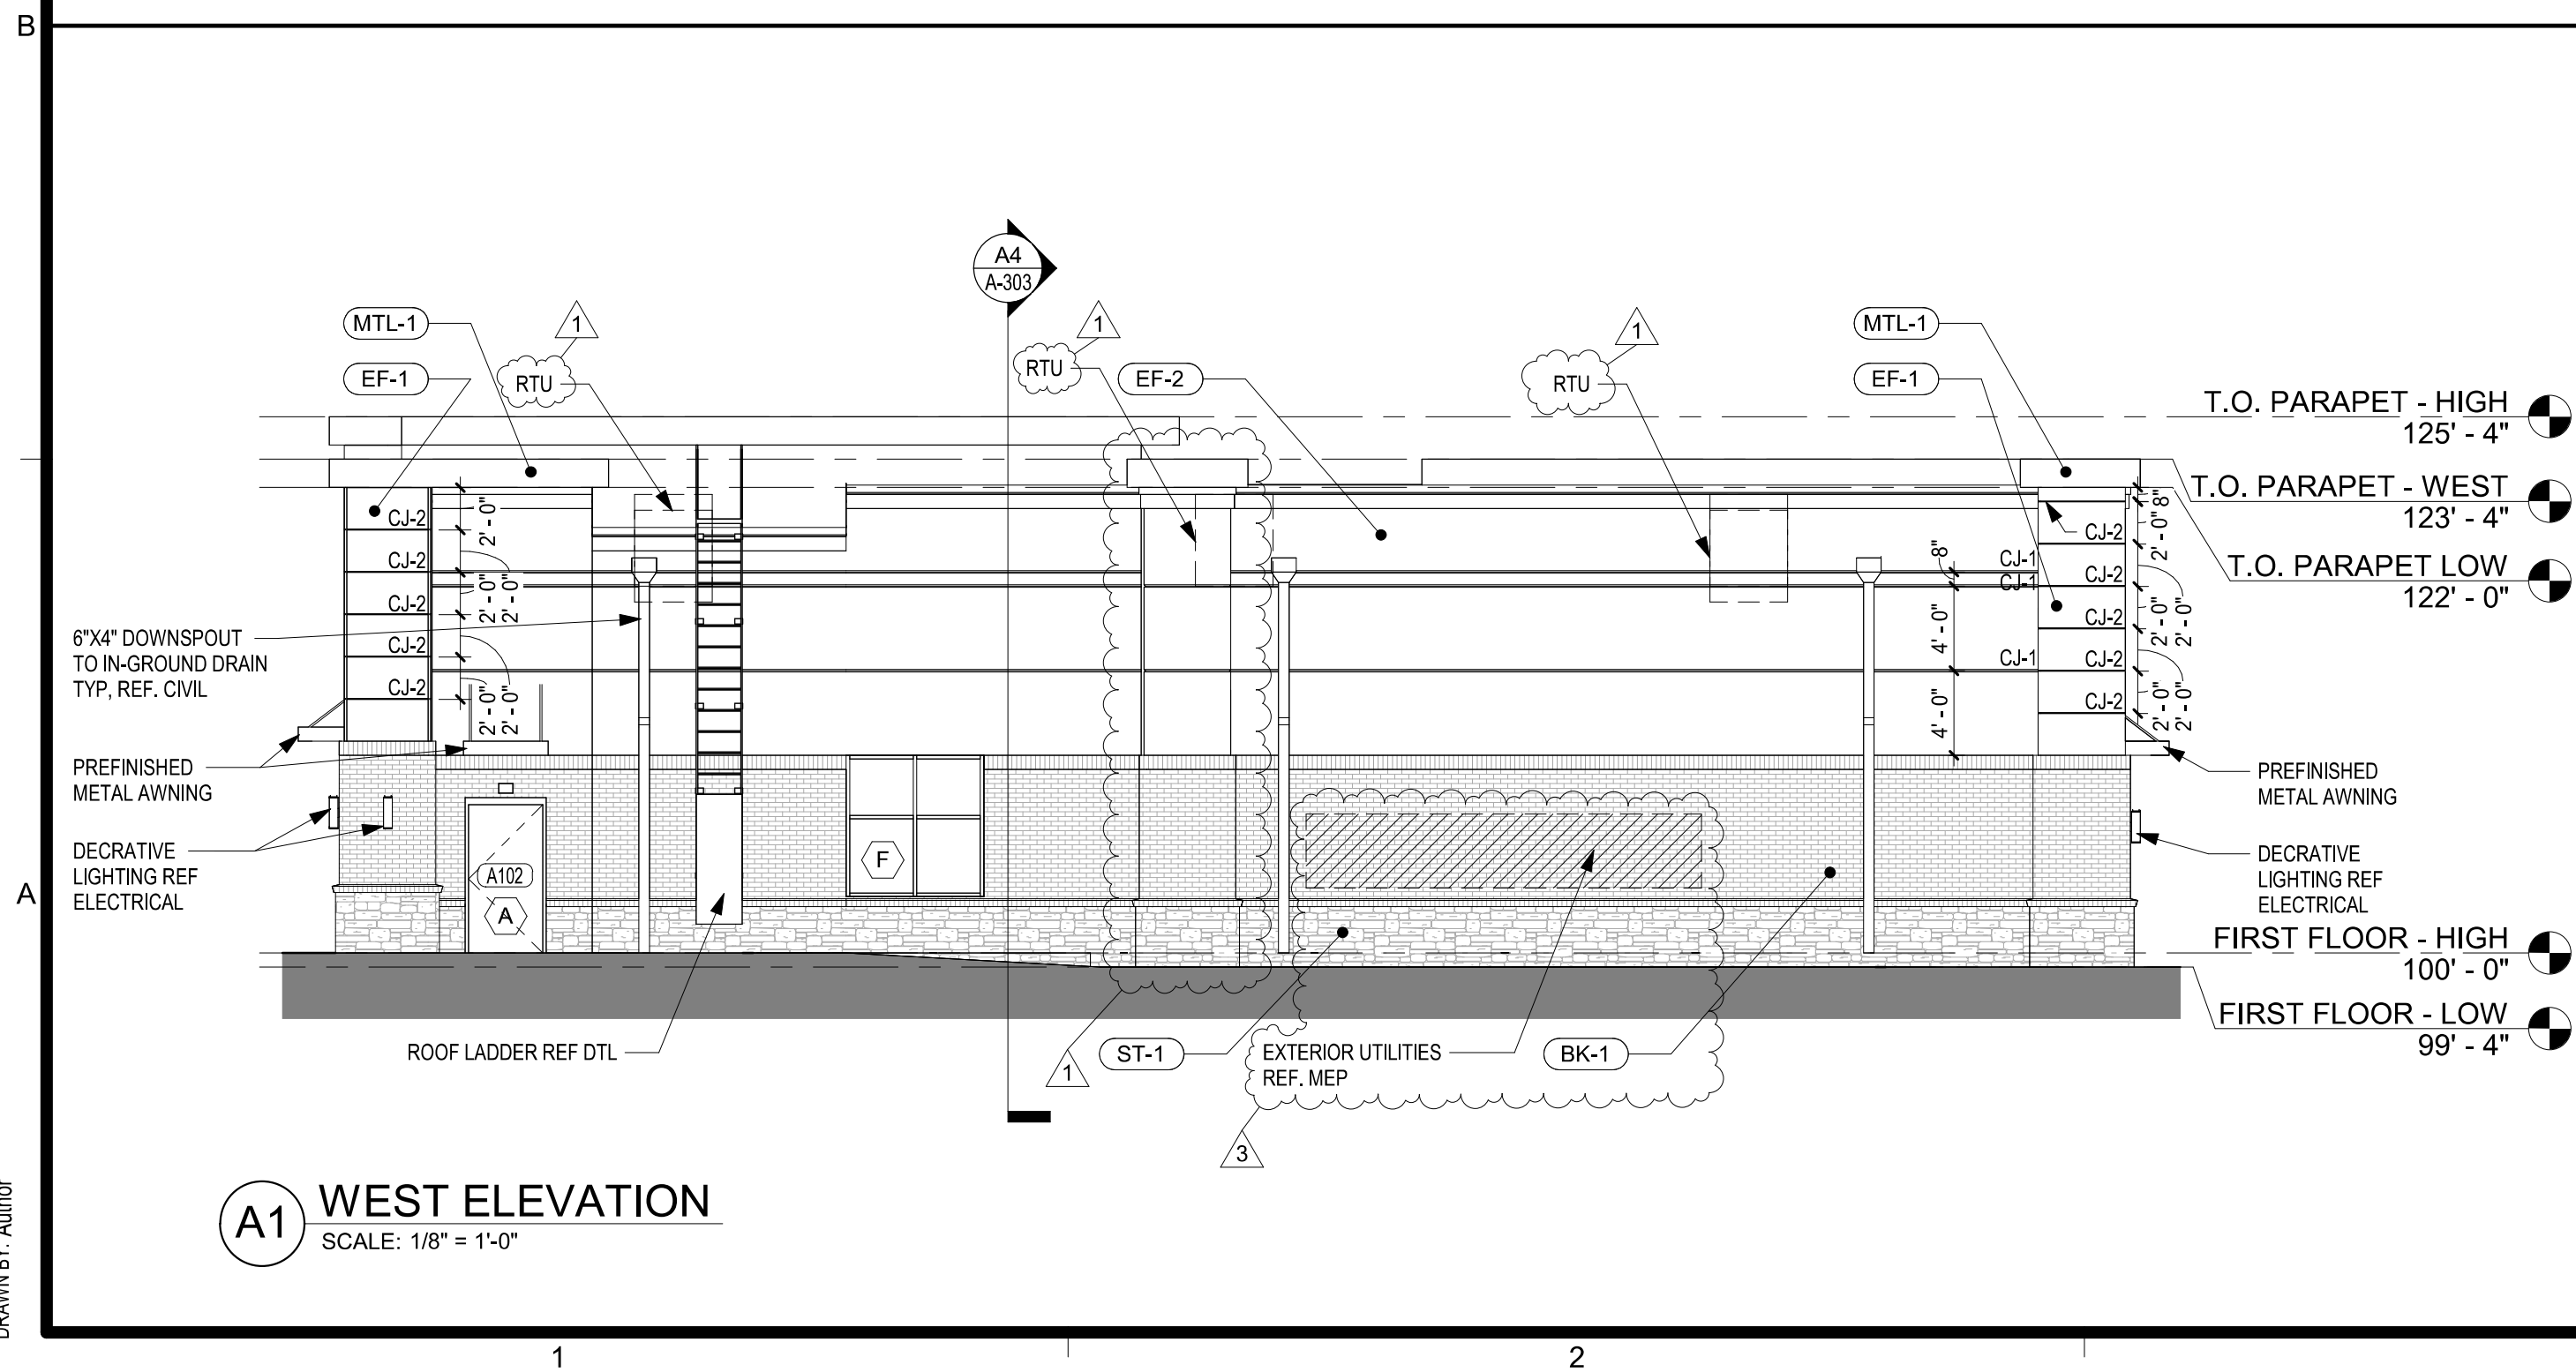 B
A4
A-303
MTL-1
1
1
1
MTL-1
EF-1
RTU
RTU
EF-2
RTU
EF-1
T.O. PARAPET - HIGH
125' - 4"
T.O. PARAPET - WEST
123' - 4"
T.O. PARAPET LOW
122' - 0"
CJ-2
CJ-2
CJ-2
CJ-2
CJ-2
2' - 0"
2' - 0"
2' - 0"
2' - 0"
2' - 0"
8"
4' - 0"
4' - 0"
CJ-1
CJ-1
CJ-1
CJ-2
CJ-2
CJ-2
CJ-2
CJ-2
8"
2' - 0"
2' - 0"
2' - 0"
2' - 0"
2' - 0"
6"X4" DOWNSPOUT
TO IN-GROUND DRAIN
TYP, REF. CIVIL
PREFINISHED
METAL AWNING
DECRATIVE
LIGHTING REF
ELECTRICAL
A102
A
F
PREFINISHED
METAL AWNING
DECRATIVE
LIGHTING REF
ELECTRICAL
A
FIRST FLOOR - HIGH
100' - 0"
FIRST FLOOR - LOW
99' - 4"
ROOF LADDER REF DTL
1
ST-1
EXTERIOR UTILITIES
REF. MEP
BK-1
3
A1
WEST ELEVATION
SCALE: 1/8" = 1'-0"
DRAWN BY: Author
1
2